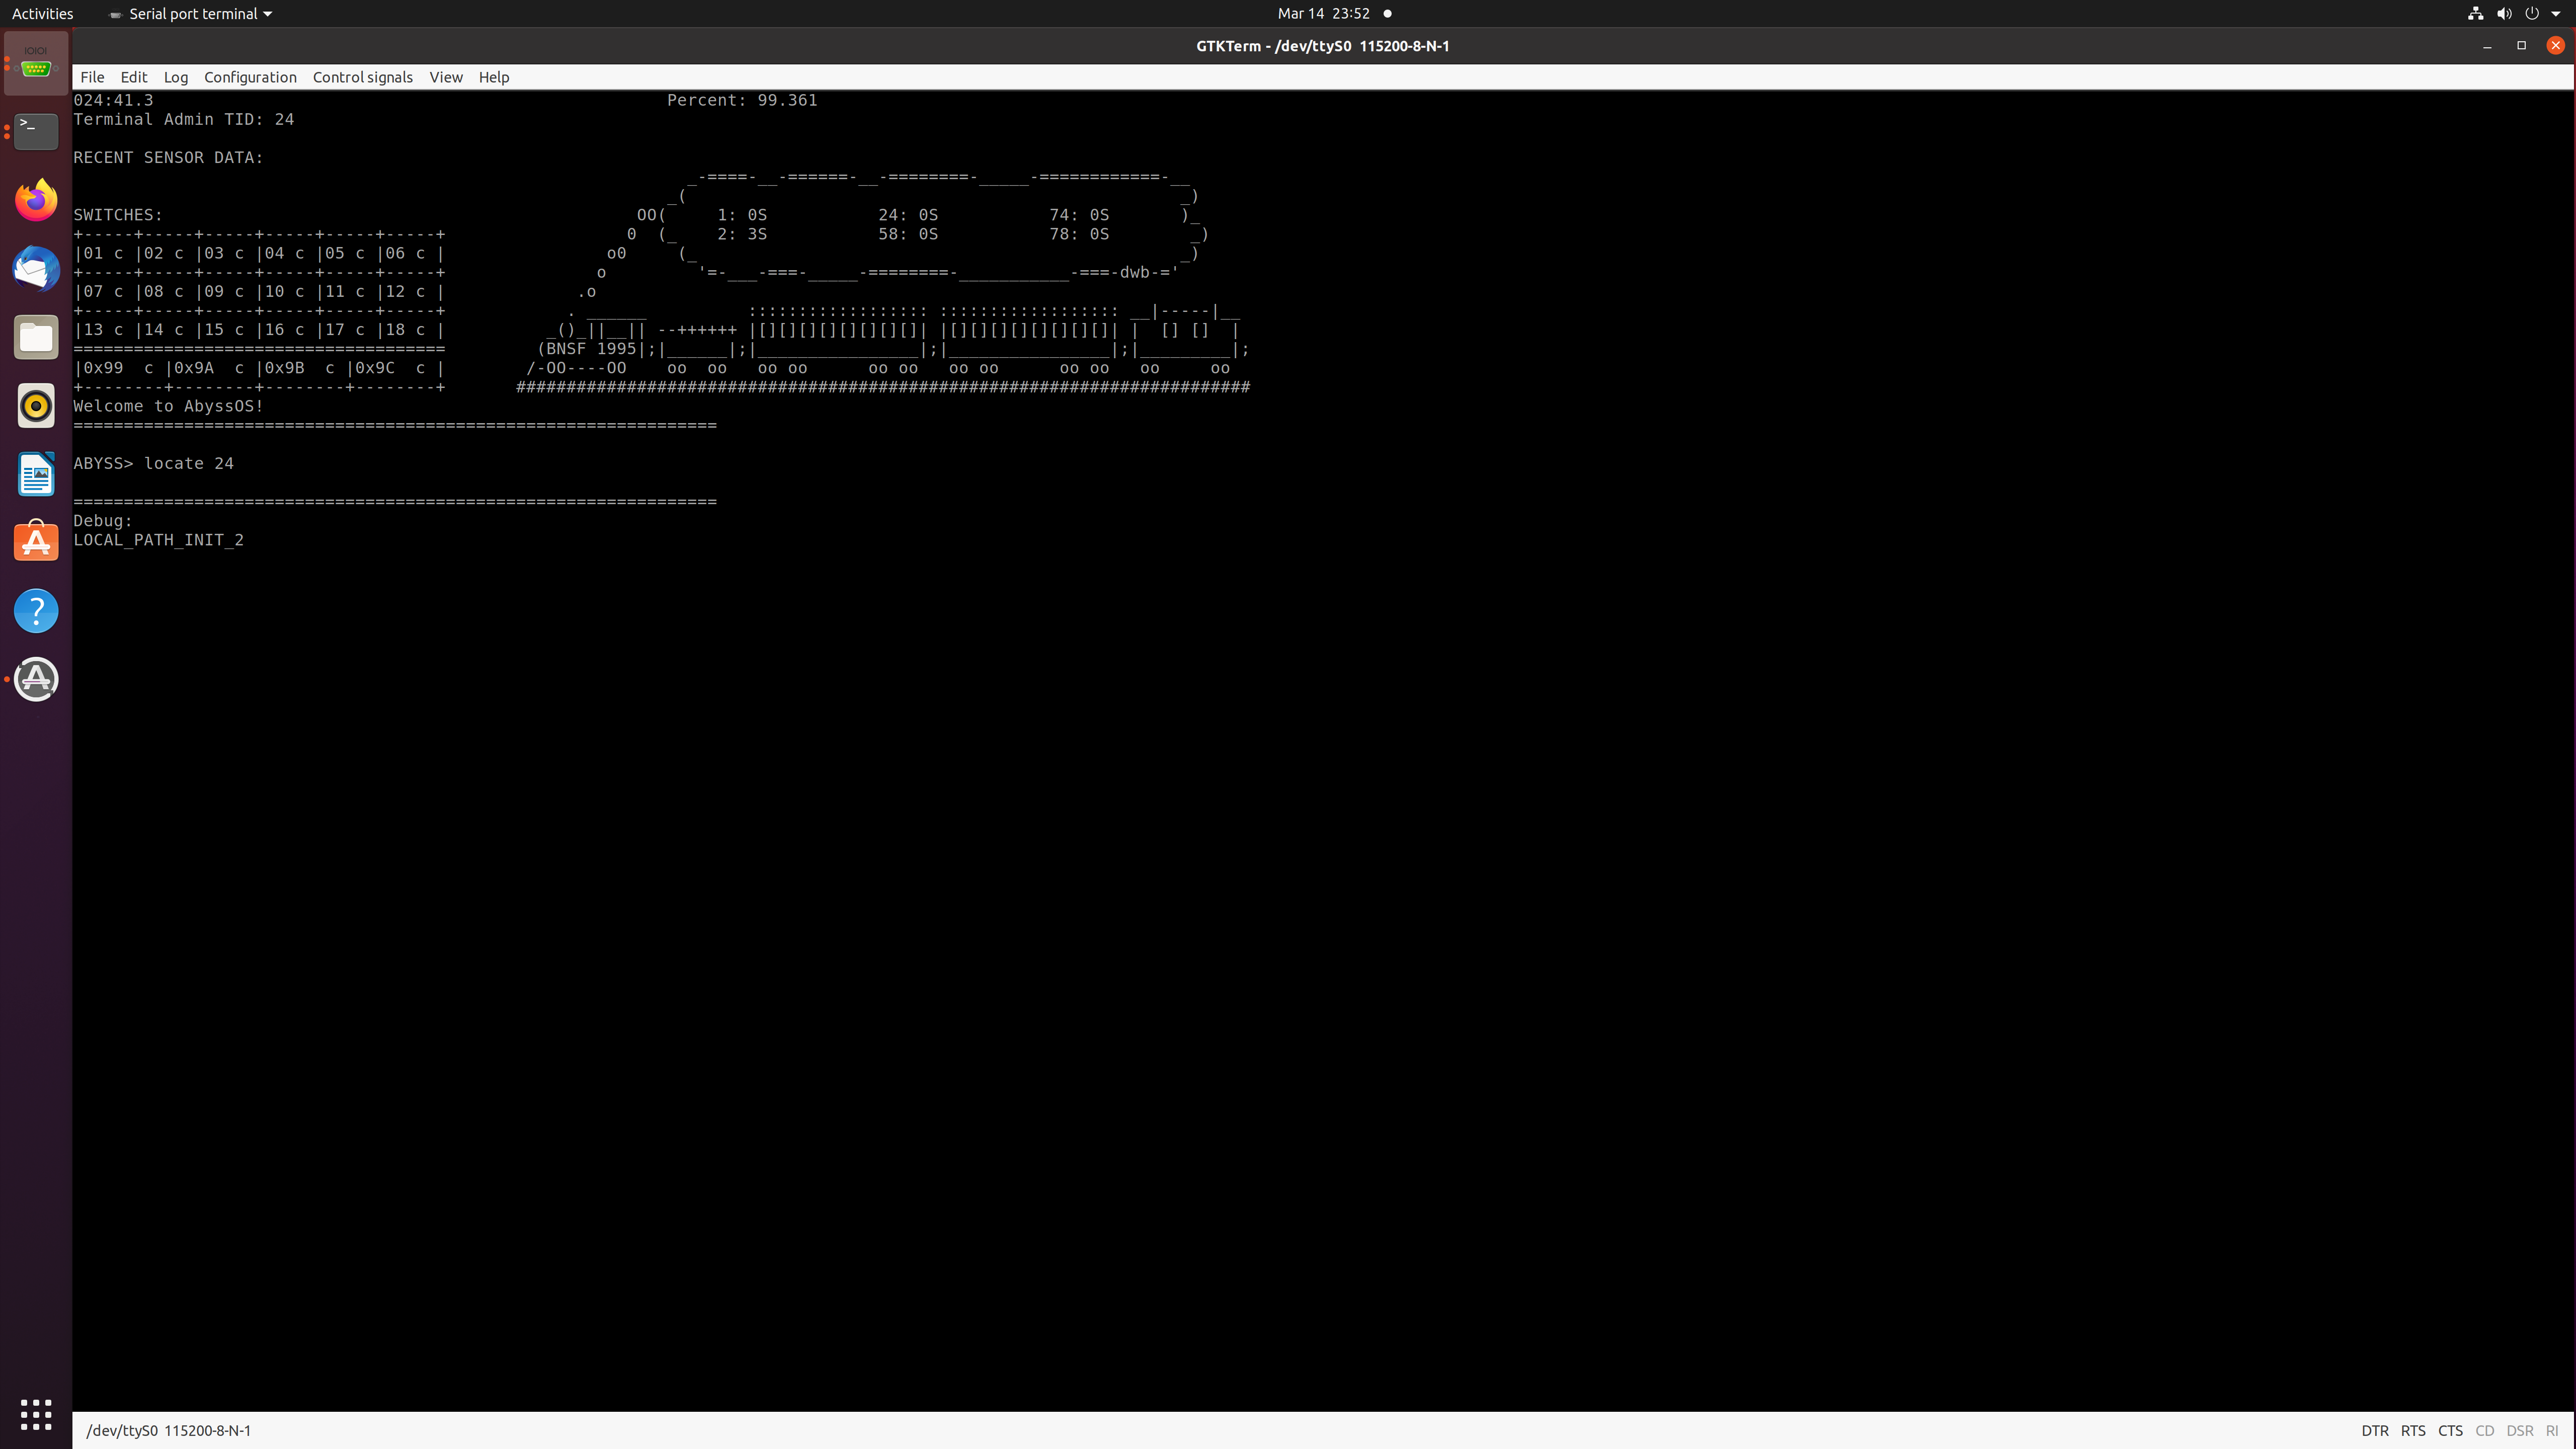 Activities Serial port terminal Mar 14 23:52
GTKTerm - /dev/ttyS0 115200-8-N-1
File Edit Log Configuration Control signals View Help
024:41.3 Percent: 99.361
Terminal Admin TID: 24
RECENT SENSOR DATA:
_-====-__-======-__-========-_____-============-__
_( _)
SWITCHES: OO( 1: 0S 24: 0S 74: 0S )_
+-----+-----+-----+-----+-----+-----+ 0 (_ 2: 3S 58: 0S 78: 0S _)
|01 c |02 c |03 c |04 c |05 c |06 c | o0 (_ _)
+-----+-----+-----+-----+-----+-----+ o '=-___-===-_____-========-___________-===-dwb-='
|07 c |08 c |09 c |10 c |11 c |12 c | .o
+-----+-----+-----+-----+-----+-----+ . ______ :::::::::::::::::: :::::::::::::::::: __|-----|__
|13 c |14 c |15 c |16 c |17 c |18 c | _()_||__|| --++++++ |[][][][][][][][]| |[][][][][][][][]| | [] [] |
===================================== (BNSF 1995|;|______|;|________________|;|________________|;|_________|;
|0x99 c |0x9A c |0x9B c |0x9C c | /-OO----OO oo oo oo oo oo oo oo oo oo oo oo oo
+--------+--------+--------+--------+ #########################################################################
Welcome to AbyssOS!
================================================================
ABYSS> locate 24
================================================================
Debug:
LOCAL_PATH_INIT_2
/dev/ttyS0 115200-8-N-1 DTR RTS CTS CD DSR RI